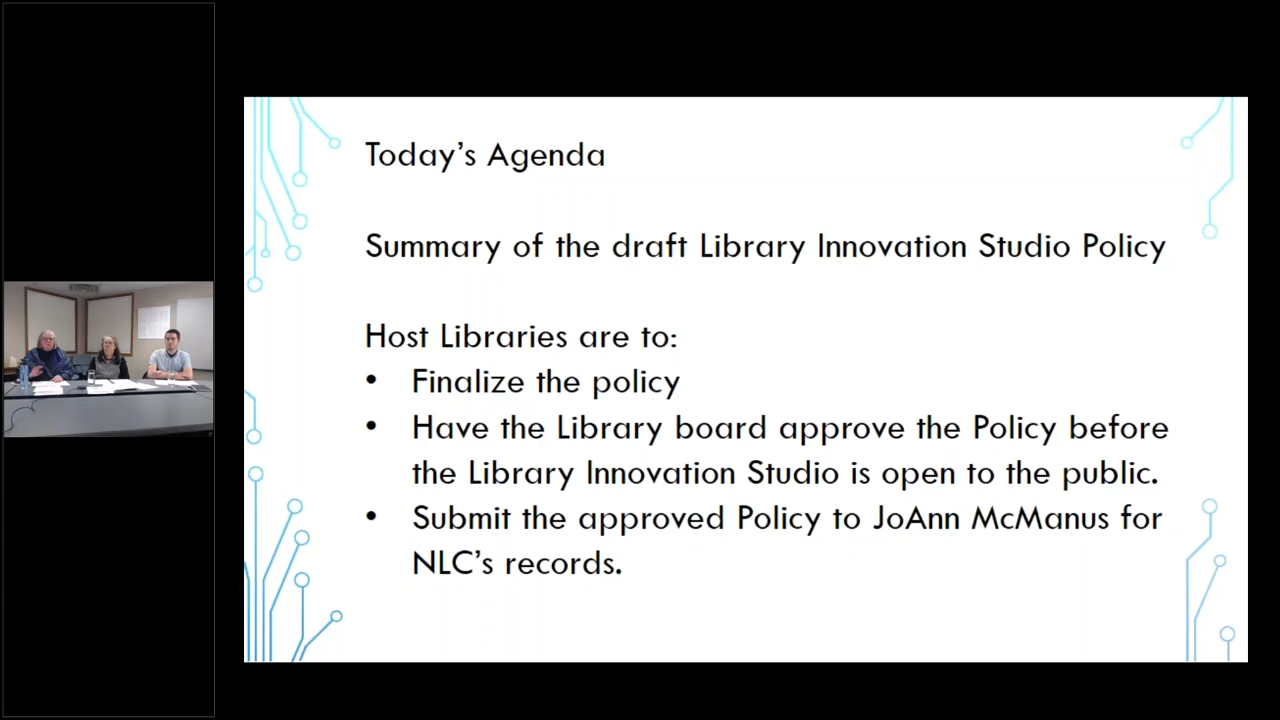 Today’s Agenda
Summary of the draft Library Innovation Studio Policy
Host Libraries are to:
• Finalize the policy
• Have the Library board approve the Policy before
the Library Innovation Studio is open to the public.
• Submit the approved Policy to JoAnn McManus for
NLC’s records.